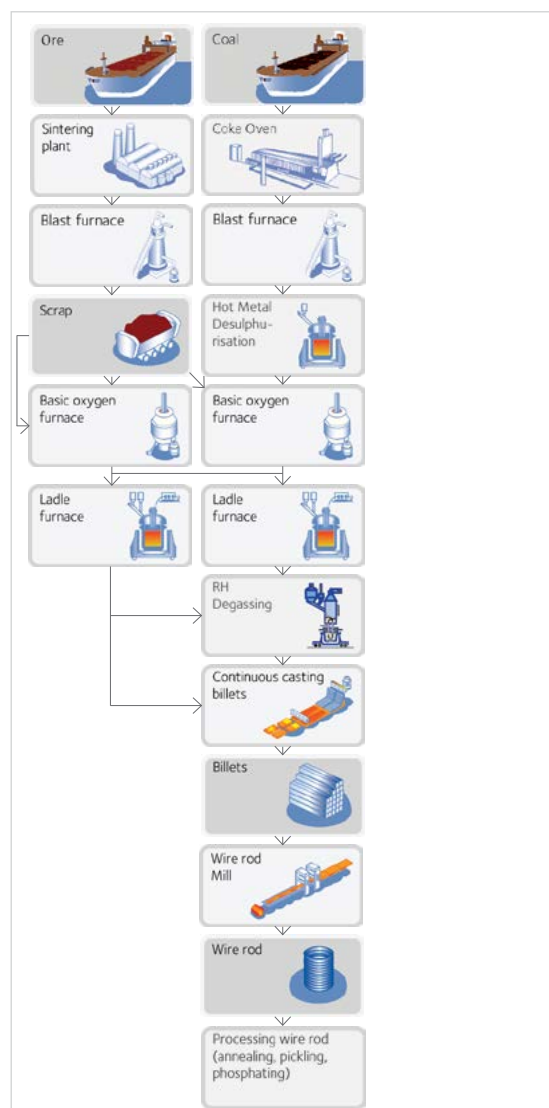 Ore
Coal
Sintering
plant
Coke Oven
Blast furnace
Blast furnace
Scrap
Hot Metal
Desulphu-
risation
Basic oxygen
furnace
Basic oxygen
furnace
Ladle
furnace
Ladle
furnace
RH
Degassing
Continuous casting
billets
Billets
Wire rod
Mill
Wire rod
Processing wire rod
(annealing, pickling,
phosphating)